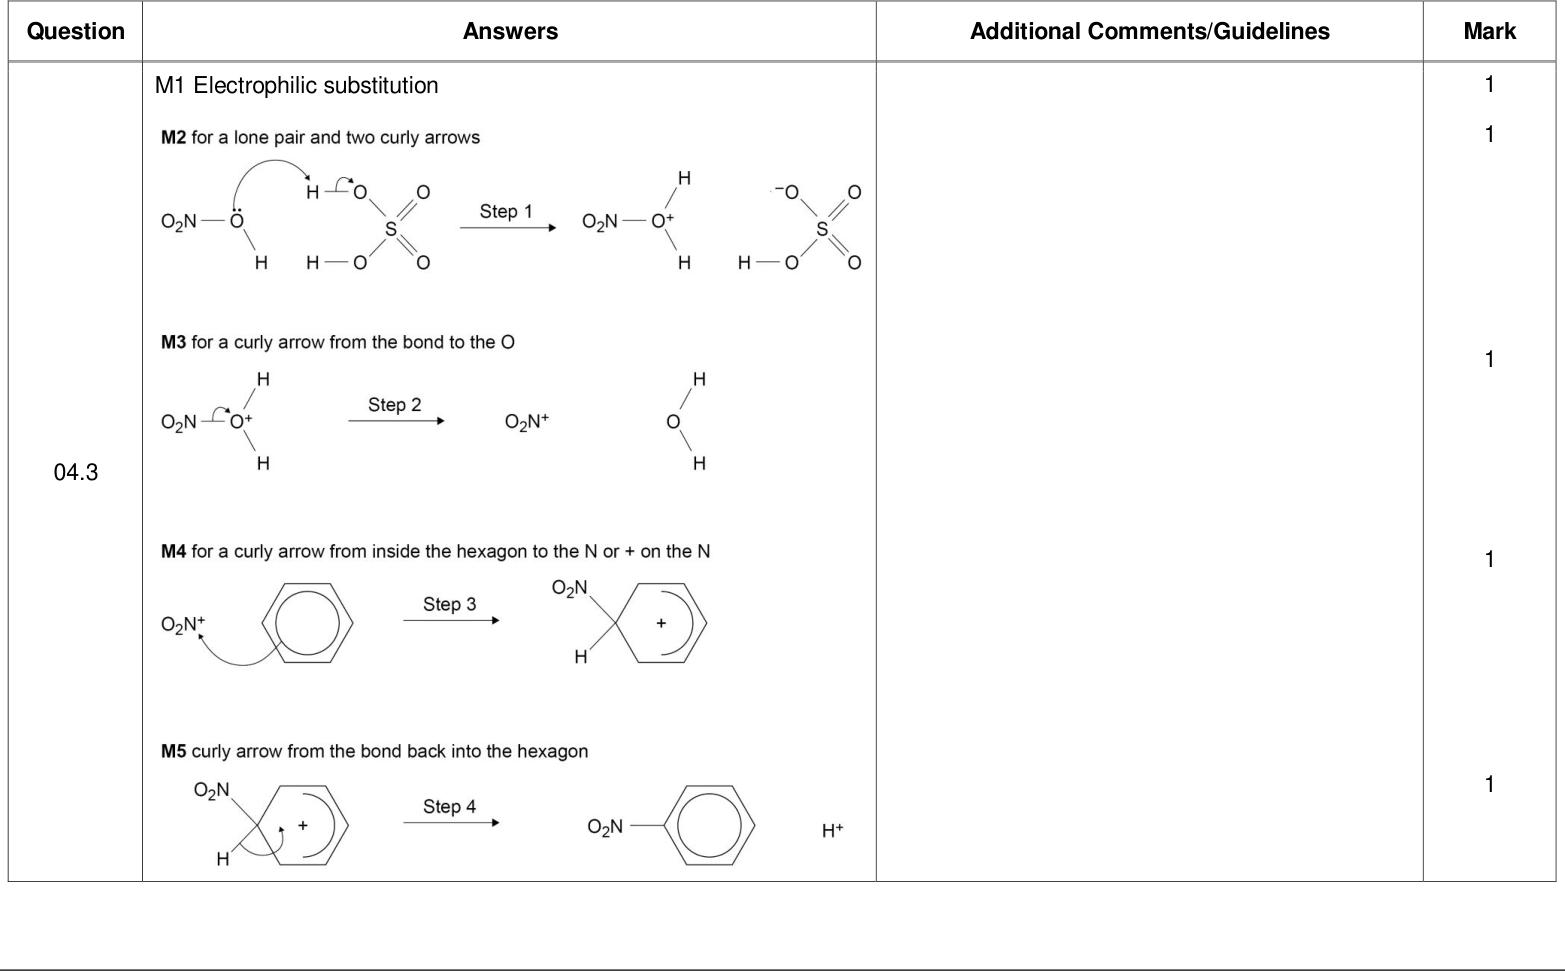 Question Answers Additional Comments/Guidelines Mark
M1 Electrophilic substitution 1
M2 for a lone pair and two curly arrows 1
H
H O O −O O
O₂N Ö S Step 1 O₂N O⁺ S
H H O O H H O O
M3 for a curly arrow from the bond to the O 1
H H
O₂N O⁺ Step 2 O₂N⁺ O
H H
04.3
M4 for a curly arrow from inside the hexagon to the N or + on the N 1
O₂N
O₂N⁺ Step 3 +
H
M5 curly arrow from the bond back into the hexagon 1
O₂N
+ Step 4 O₂N H⁺
H